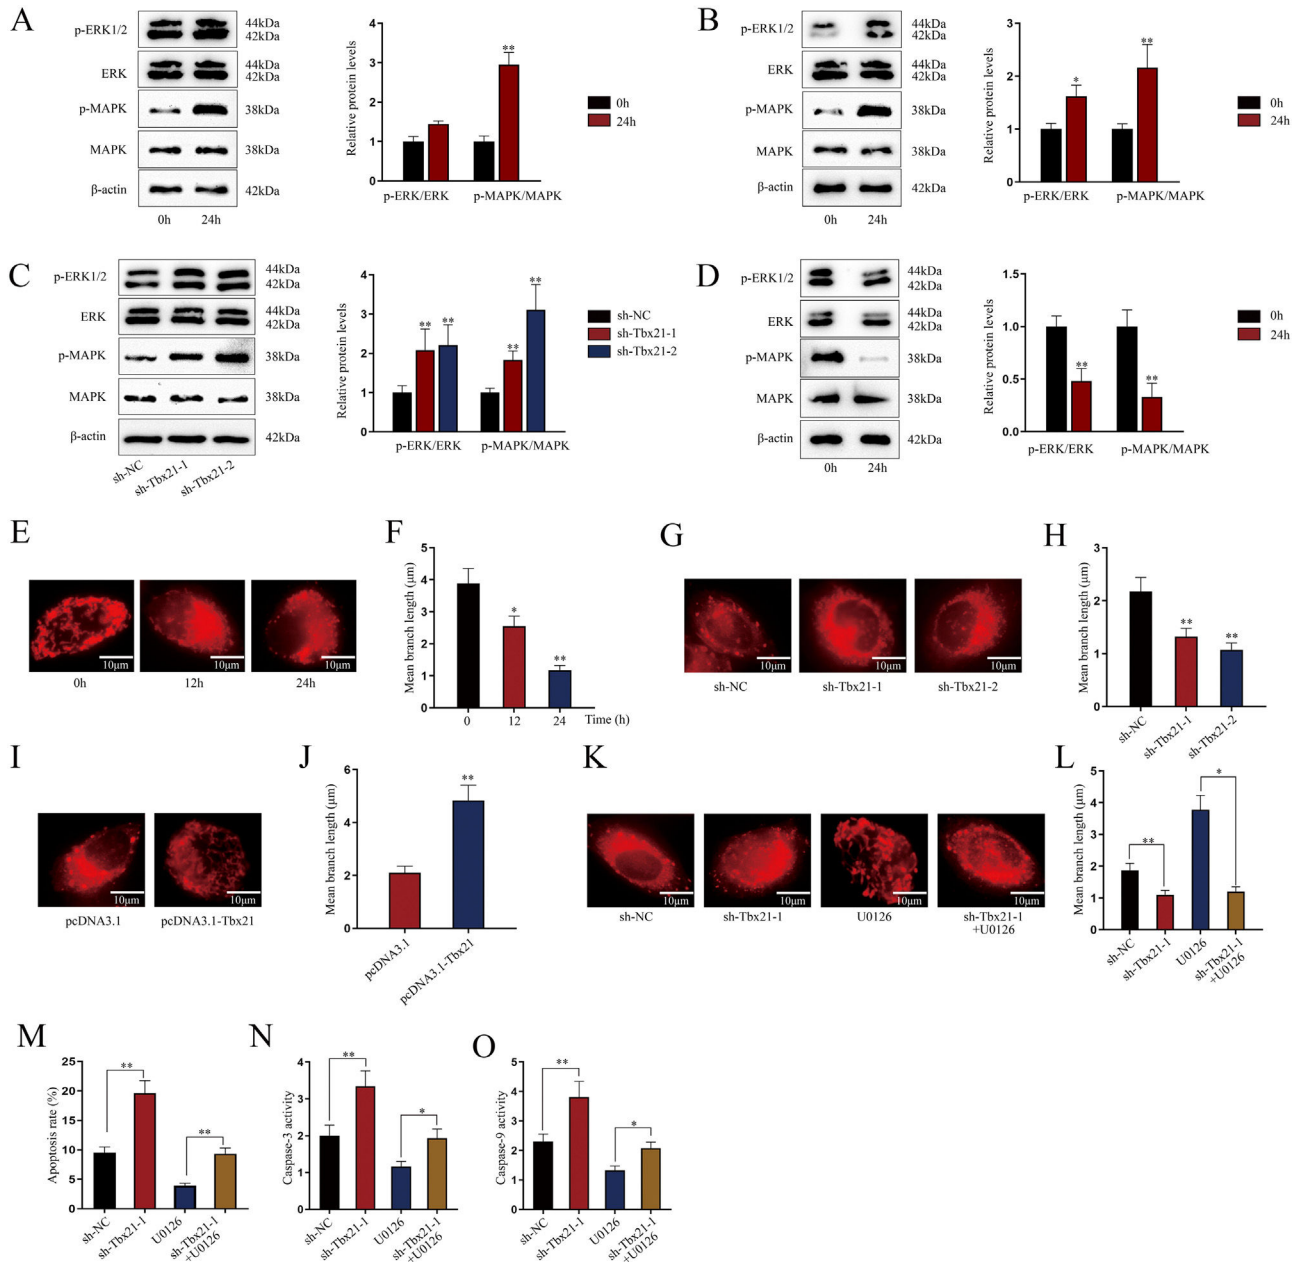 A
p-ERK1/2
44kDa
42kDa
ERK
44kDa
42kDa
p-MAPK
38kDa
MAPK
38kDa
β-actin
42kDa
0h
24h
Relative protein levels
4
3
2
1
0
**
p-ERK/ERK
p-MAPK/MAPK
0h
24h
B
p-ERK1/2
44kDa
42kDa
ERK
44kDa
42kDa
p-MAPK
38kDa
MAPK
38kDa
β-actin
42kDa
0h
24h
Relative protein levels
3
2
1
0
*
**
p-ERK/ERK
p-MAPK/MAPK
0h
24h
C
p-ERK1/2
44kDa
42kDa
ERK
44kDa
42kDa
p-MAPK
38kDa
MAPK
38kDa
β-actin
42kDa
sh-NC
sh-Tbx21-1
sh-Tbx21-2
Relative protein levels
4
3
2
1
0
**
**
**
**
p-ERK/ERK
p-MAPK/MAPK
sh-NC
sh-Tbx21-1
sh-Tbx21-2
D
p-ERK1/2
44kDa
42kDa
ERK
44kDa
42kDa
p-MAPK
38kDa
MAPK
38kDa
β-actin
42kDa
0h
24h
Relative protein levels
1.5
1.0
0.5
0.0
**
**
p-ERK/ERK
p-MAPK/MAPK
0h
24h
E
10μm
10μm
10μm
0h
12h
24h
F
Mean branch length (μm)
5
4
3
2
1
0
*
**
0
12
24
Time (h)
G
10μm
10μm
10μm
sh-NC
sh-Tbx21-1
sh-Tbx21-2
H
Mean branch length (μm)
3
2
1
0
**
**
sh-NC
sh-Tbx21-1
sh-Tbx21-2
I
10μm
10μm
pcDNA3.1
pcDNA3.1-Tbx21
J
Mean branch length (μm)
6
4
2
0
**
pcDNA3.1
pcDNA3.1-Tbx21
K
10μm
10μm
10μm
10μm
sh-NC
sh-Tbx21-1
U0126
sh-Tbx21-1
+U0126
L
Mean branch length (μm)
5
4
3
2
1
0
**
*
sh-NC
sh-Tbx21-1
U0126
sh-Tbx21-1
+U0126
M
Apoptosis rate (%)
25
20
15
10
5
0
**
**
sh-NC
sh-Tbx21-1
U0126
sh-Tbx21-1
+U0126
N
Caspase-3 activity
4
3
2
1
0
**
*
sh-NC
sh-Tbx21-1
U0126
sh-Tbx21-1
+U0126
O
Caspase-9 activity
5
4
3
2
1
0
**
*
sh-NC
sh-Tbx21-1
U0126
sh-Tbx21-1
+U0126